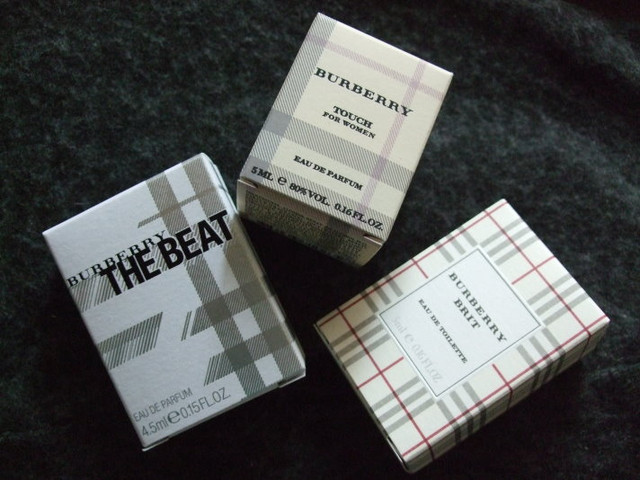 BURBERRY
TOUCH
FOR WOMEN
EAU DE PARFUM
5 ML e 80% VOL. 0.16 FL.OZ.
BURBERRY
THE BEAT
EAU DE PARFUM
4.5ml e 0.15FL.OZ
BURBERRY
BRIT
EAU DE TOILETTE